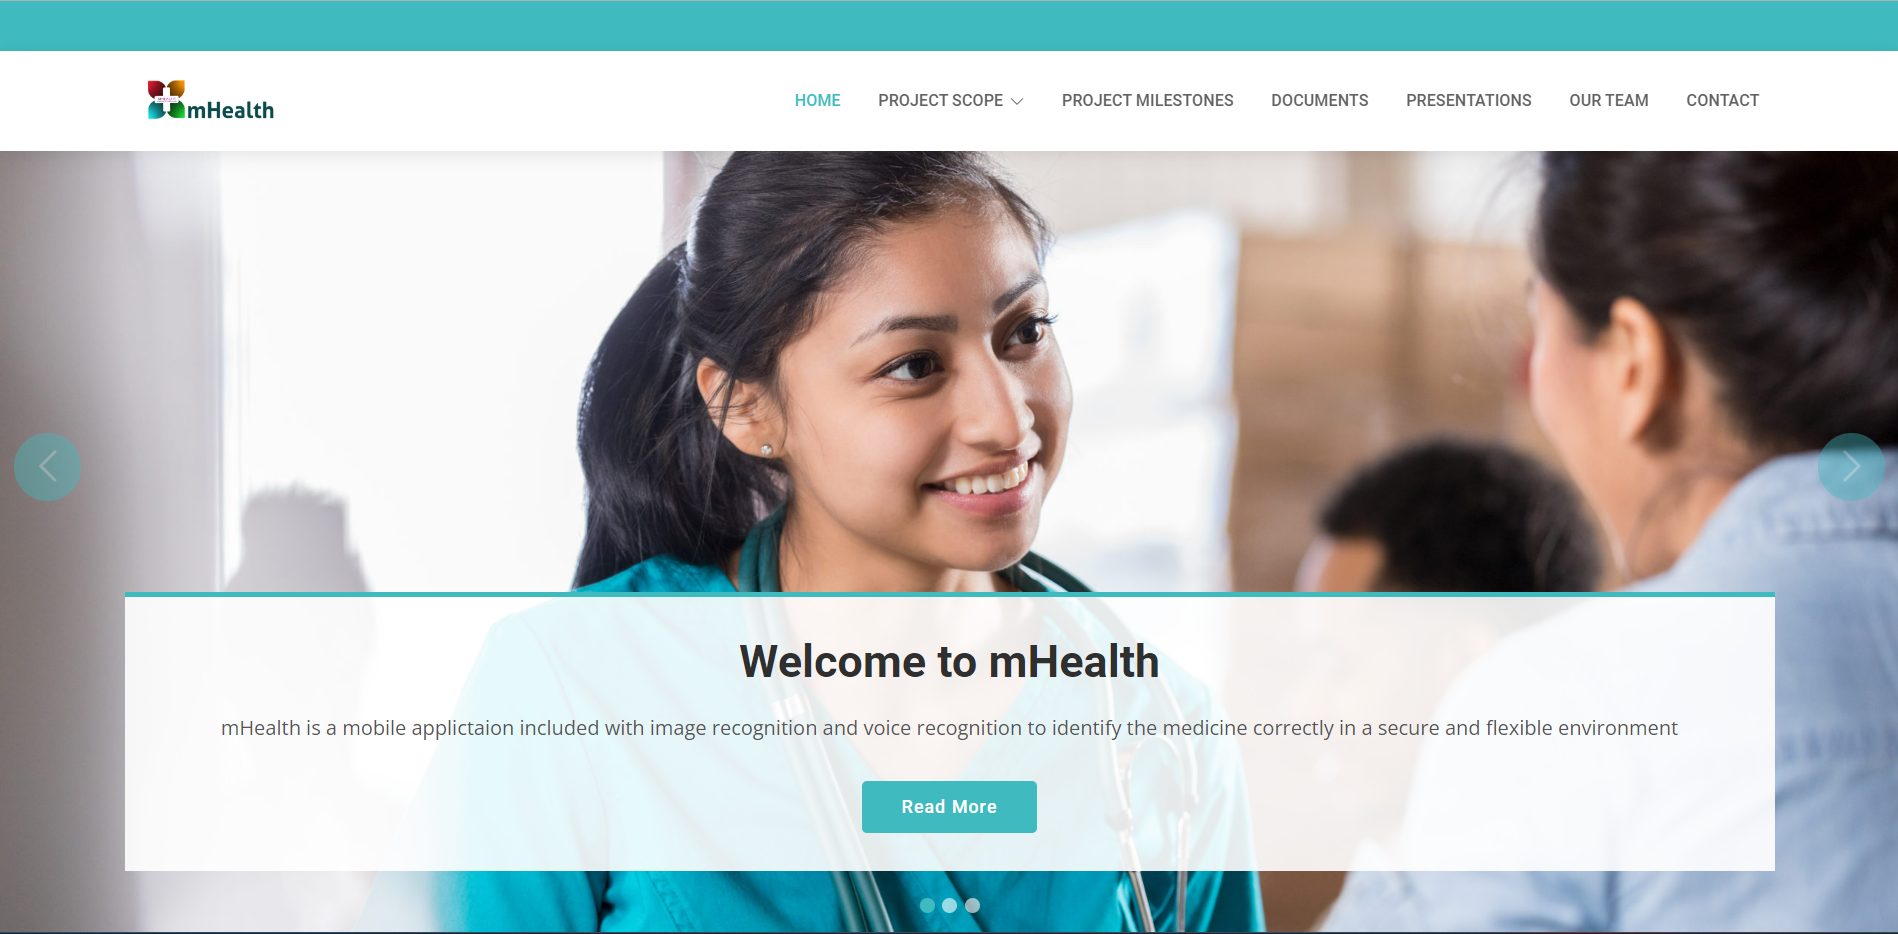 mHealth
HOME PROJECT SCOPE PROJECT MILESTONES DOCUMENTS PRESENTATIONS OUR TEAM CONTACT
Welcome to mHealth
mHealth is a mobile applictaion included with image recognition and voice recognition to identify the medicine correctly in a secure and flexible environment
Read More